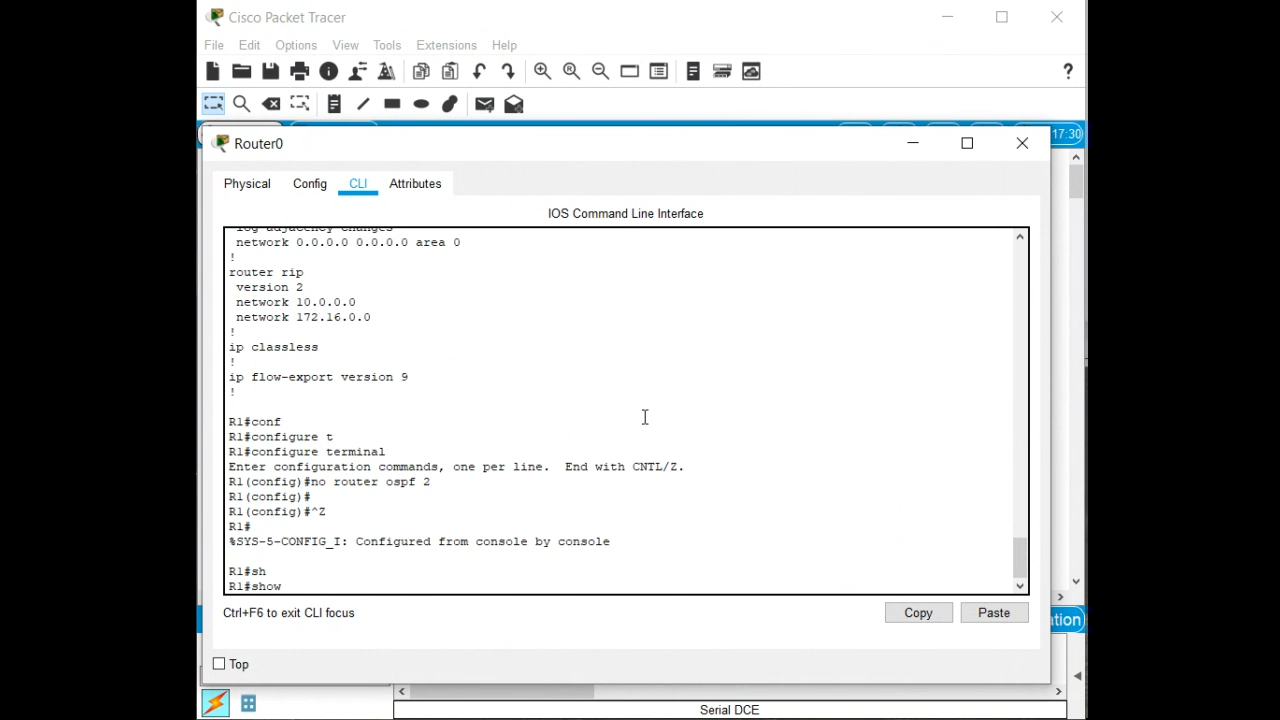 Cisco Packet Tracer
File Edit Options View Tools Extensions Help
?
17:30
Router0
Physical Config CLI Attributes
IOS Command Line Interface
log-adjacency-changes
network 0.0.0.0 0.0.0.0 area 0
!
router rip
version 2
network 10.0.0.0
network 172.16.0.0
!
ip classless
!
ip flow-export version 9
!
R1#conf
R1#configure t
R1#configure terminal
Enter configuration commands, one per line. End with CNTL/Z.
R1(config)#no router ospf 2
R1(config)#
R1(config)#^Z
R1#
%SYS-5-CONFIG_I: Configured from console by console
R1#sh
R1#show
Ctrl+F6 to exit CLI focus
Copy Paste
Top
Serial DCE